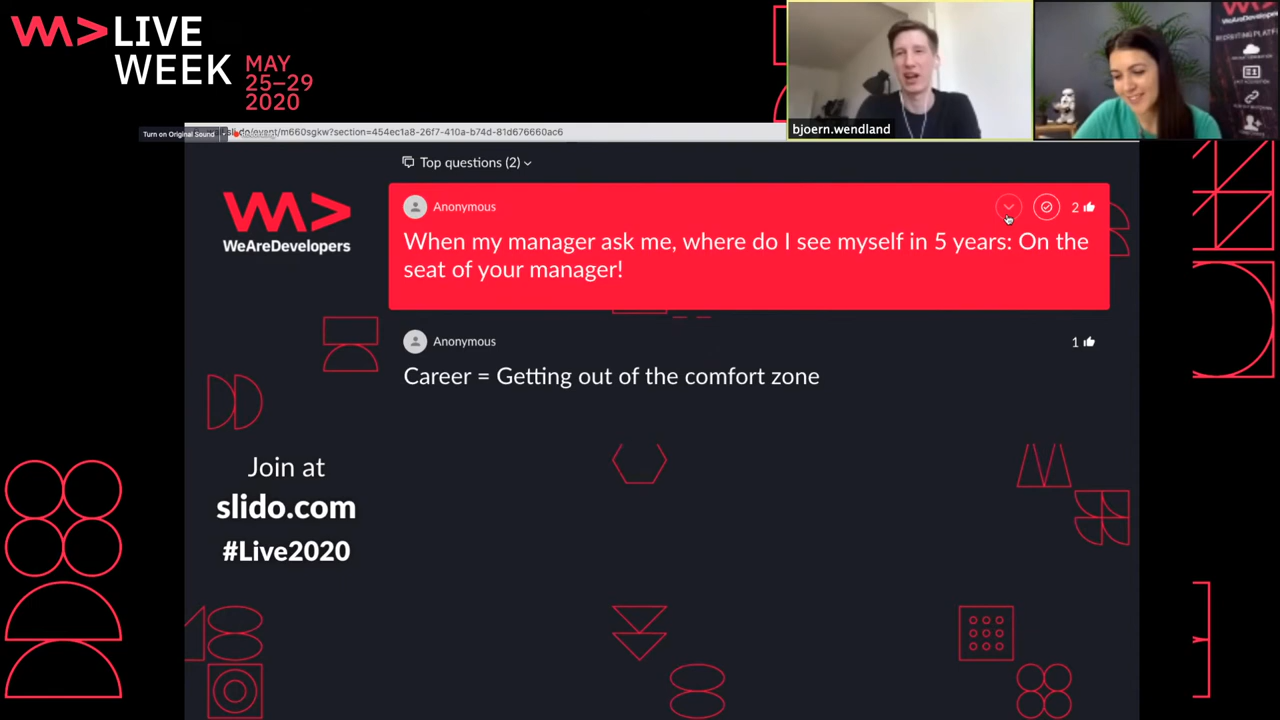 LIVE
WEEK
MAY
25–29
2020
bjoern.wendland
RECRUITING PLATFORM
Turn on Original Sound
sli.do/event/m660sgkw?section=454ec1a8-26f7-410a-b74d-81d676660ac6
Top questions (2)
WeAreDevelopers
Anonymous
2
When my manager ask me, where do I see myself in 5 years: On the
seat of your manager!
Anonymous
1
Career = Getting out of the comfort zone
Join at
slido.com
#Live2020